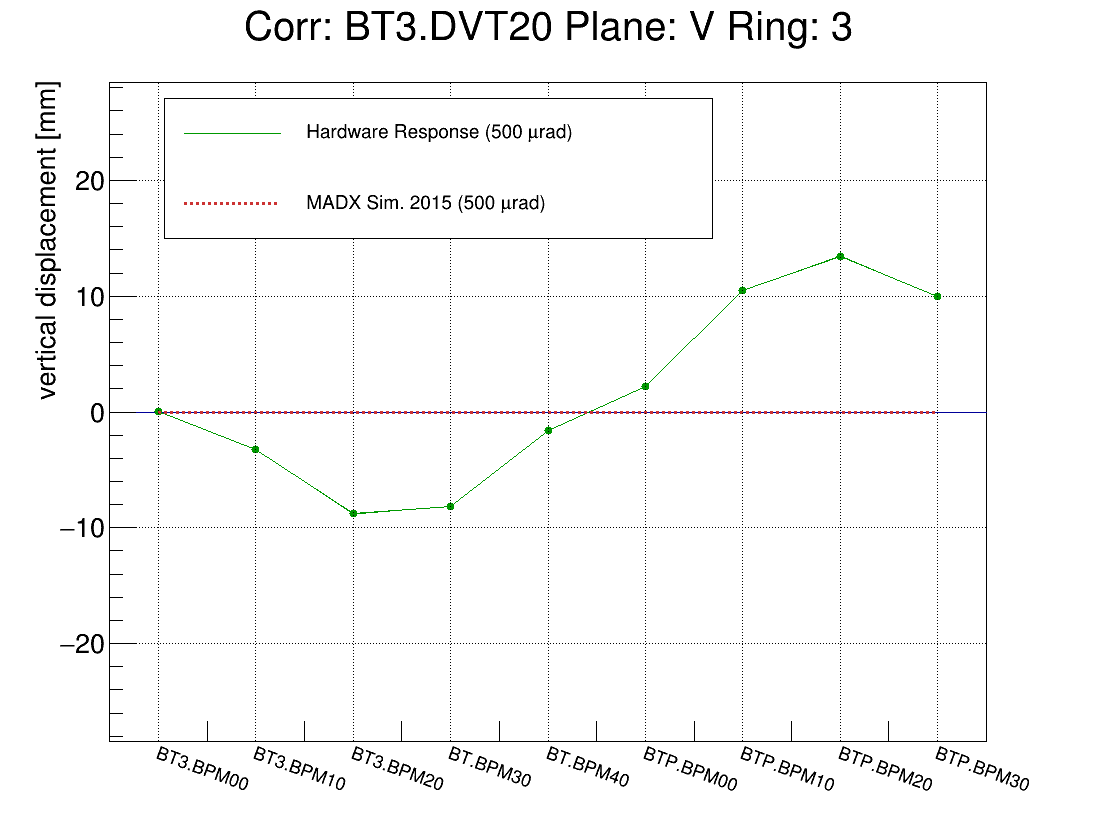 Corr: BT3.DVT20 Plane: V Ring: 3
vertical displacement [mm]
Hardware Response (500 μrad)
MADX Sim. 2015 (500 μrad)
20
10
0
−10
−20
BT3.BPM00
BT3.BPM10
BT3.BPM20
BT.BPM30
BT.BPM40
BTP.BPM00
BTP.BPM10
BTP.BPM20
BTP.BPM30